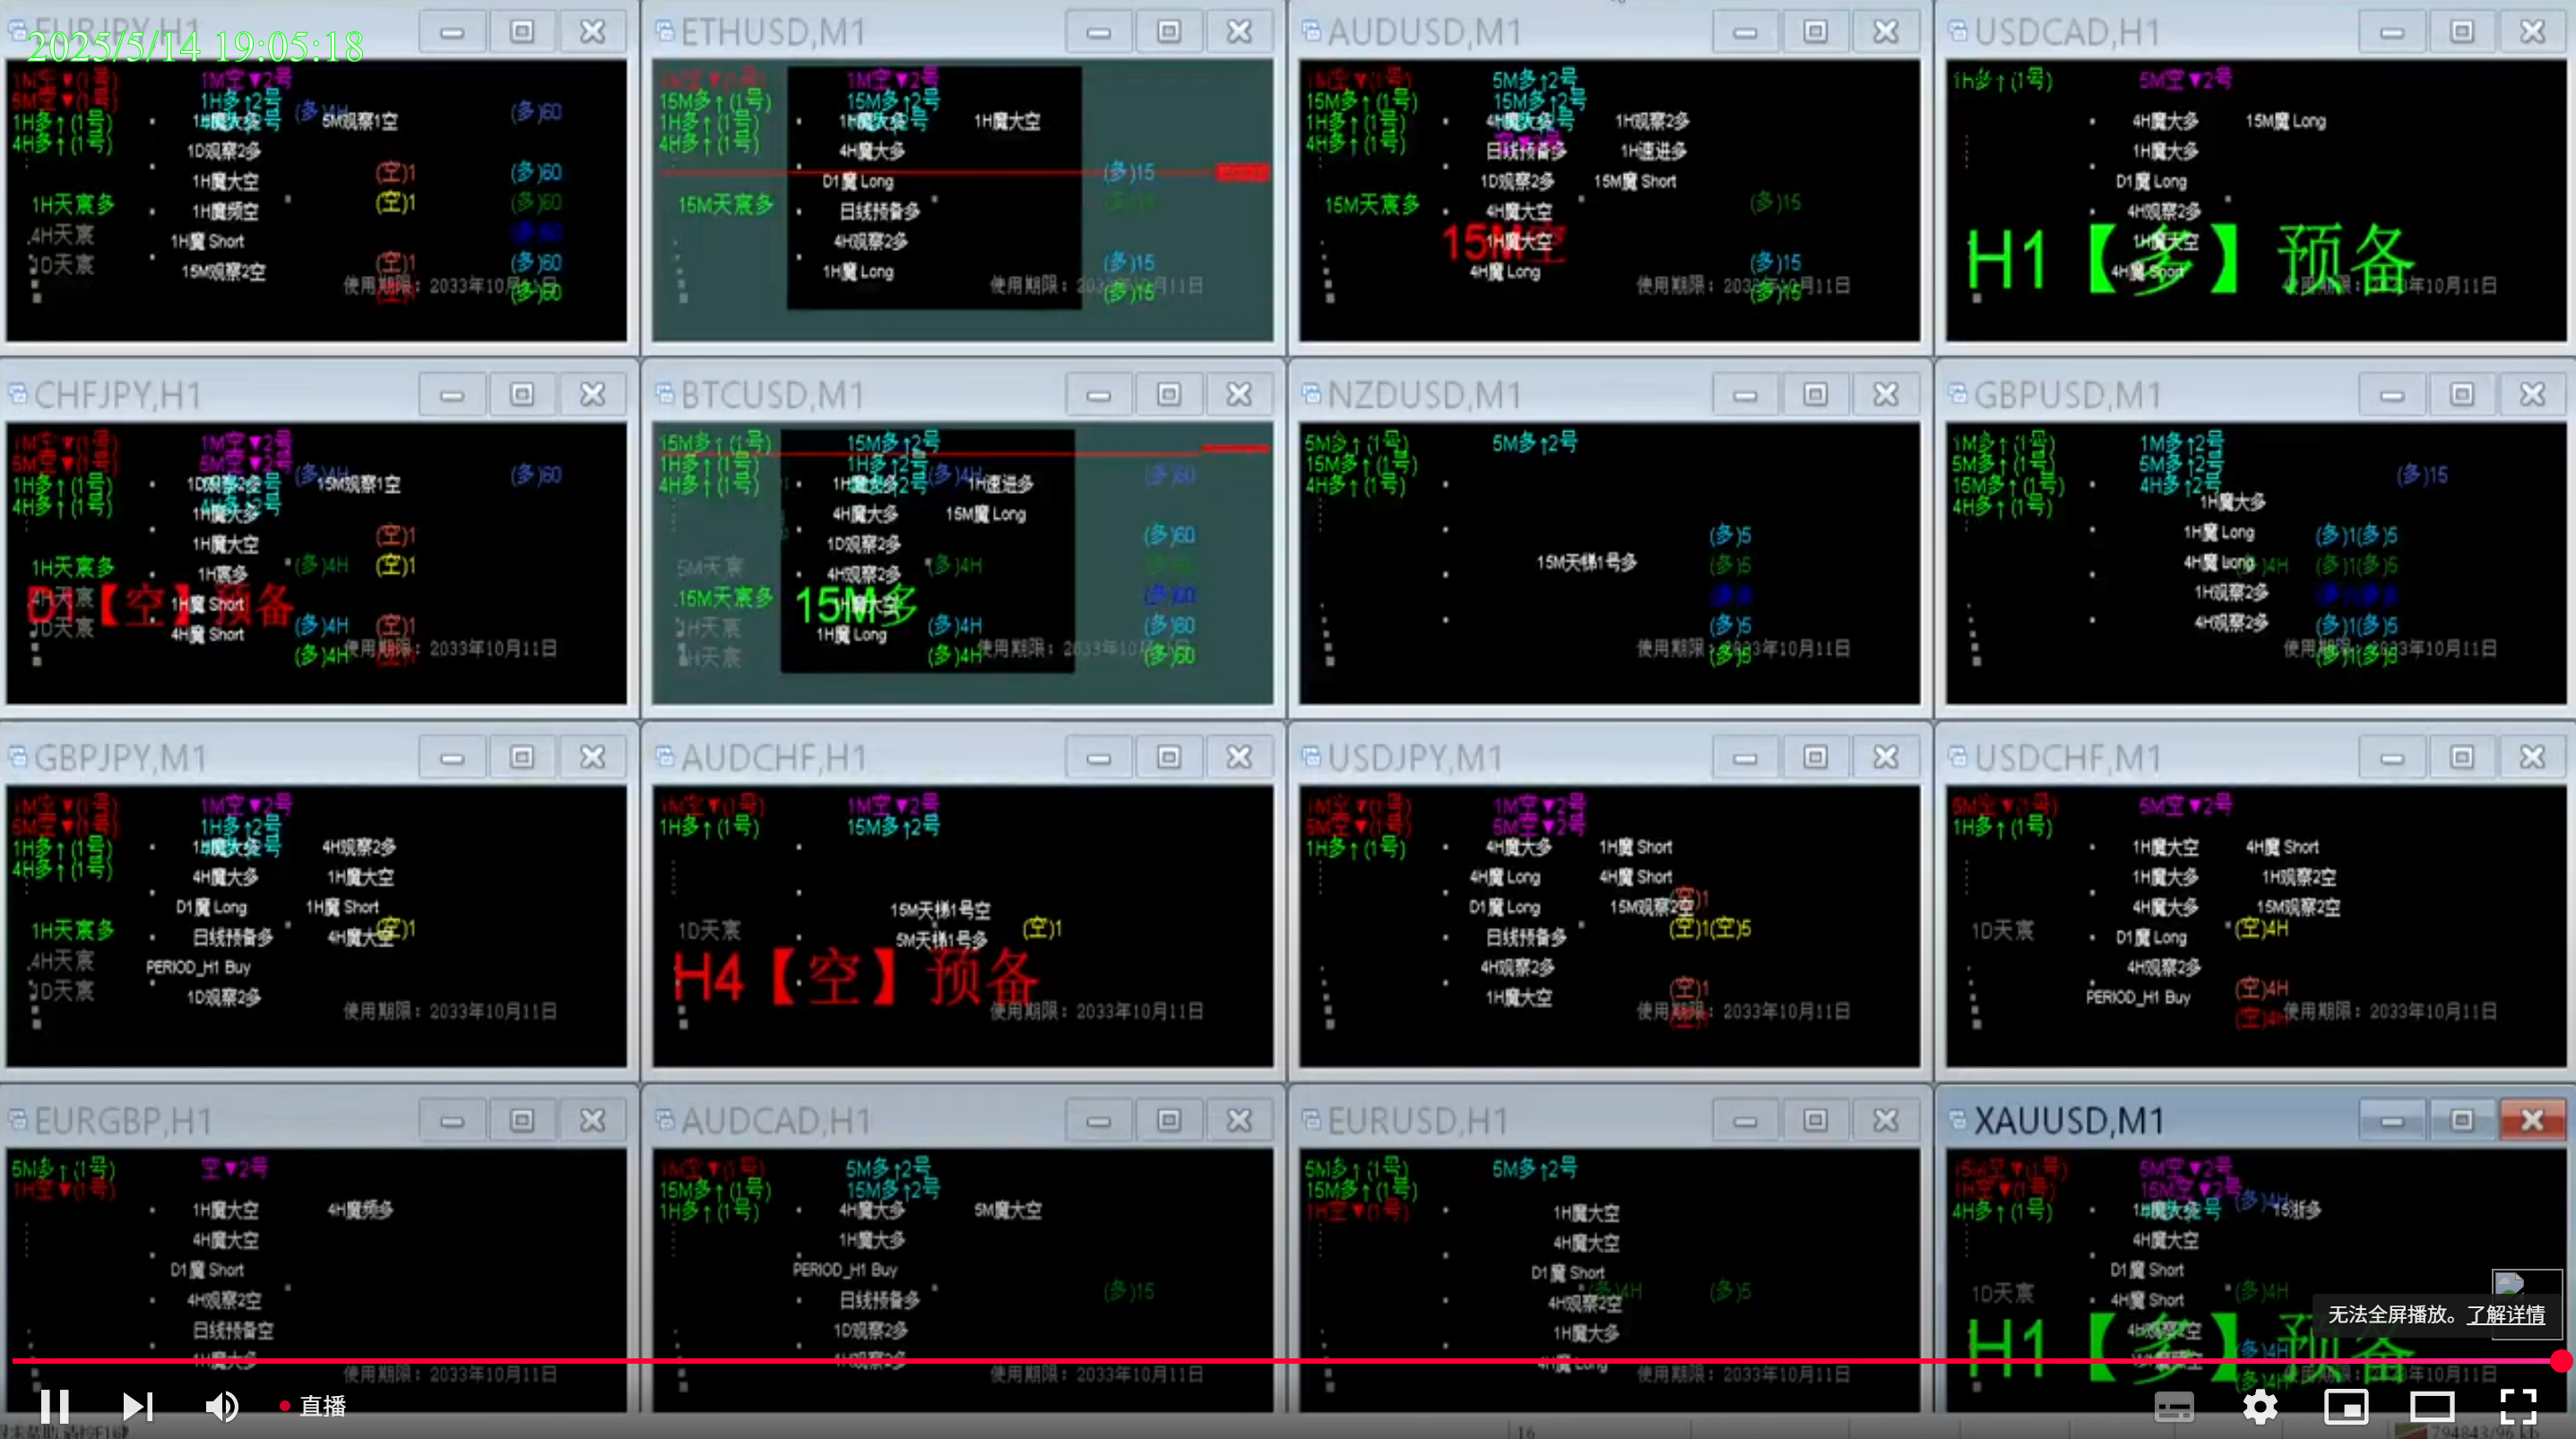 EURJPY,H1
2025/5/14 19:05:18
1M空▼(1号) 1M空▼2号
5M空▼(1号) 1H多↑2号 (多)4H (多)60
1H多↑(1号) 1H魔大多 5M观察1空
4H多↑(1号)
1D观察2多
1H魔大空 (空)1 (多)60
1H天宸多 1H魔频空 (空)1 (多)60
4H天宸 1H魔 Short
1D天宸 15M观察2空 (空)1 (多)60
使用期限：2033年10月11日 (多)60
ETHUSD,M1
1M空▼(1号) 1M空▼2号
15M多↑(1号) 15M多↑2号
1H多↑(1号) 1H魔大多 1H魔大空
4H多↑(1号) 4H魔大多
D1魔 Long (多)15
15M天宸多 日线预备多
4H观察2多
1H魔 Long (多)15
使用期限：2033年10月11日 (多)15
AUDUSD,M1
1M空▼(1号) 5M多↑2号
15M多↑(1号) 15M多↑2号
1H多↑(1号) 4H魔大多 1H观察2多
4H多↑(1号) 日线预备多 1H速进多
1D观察2多 15M魔 Short
15M天宸多 4H魔大空 (多)15
15M空 1H魔大空
4H魔 Long (多)15
使用期限：2033年10月11日 (多)15
USDCAD,H1
1H多↑(1号) 5M空▼2号
4H魔大多 15M魔 Long
1H魔大多
D1魔 Long
4H观察2多
1H魔大空
H1【多】预备
4H魔 Short
使用期限：2033年10月11日
CHFJPY,H1
1M空▼(1号) 1M空▼2号
5M空▼(1号) 5M空▼2号 (多)4H (多)60
1H多↑(1号) 1D观察2多 15M观察1空
4H多↑(1号) 1H魔大多
1H魔大空 (空)1
1H天宸多 1H宸多 (多)4H (空)1
4H天宸 【空】预备 1H魔 Short
1D天宸 4H魔 Short (多)4H (空)1
(多)4H 使用期限：2033年10月11日
BTCUSD,M1
15M多↑(1号) 15M多↑2号
1H多↑(1号) 1H多↑2号 (多)4H (多)60
4H多↑(1号) 1H魔大多 1H速进多
4H魔大多 15M魔 Long
1D观察2多 (多)60
5M天宸 4H观察2多 (多)4H
15M天宸多 15M多 1H魔大空 (多)60
1H天宸 1H魔 Long (多)4H (多)60
4H天宸 (多)4H 使用期限：2033年10月11日 (多)60
NZDUSD,M1
5M多↑(1号) 5M多↑2号
15M多↑(1号)
4H多↑(1号)
(多)5
15M天梯1号多 (多)5
(多)5
(多)5
使用期限：2033年10月11日 (多)5
GBPUSD,M1
1M多↑(1号) 1M多↑2号
5M多↑(1号) 5M多↑2号 (多)15
15M多↑(1号) 4H多↑2号
4H多↑(1号) 1H魔大多
1H魔 Long (多)1(多)5
4H魔 Long (多)4H (多)1(多)5
1H观察2多 (多)1(多)5
4H观察2多 (多)1(多)5
使用期限：2033年10月11日 (多)1(多)5
GBPJPY,M1
1M空▼(1号) 1M空▼2号
5M空▼(1号) 1H多↑2号
1H多↑(1号) 1H魔大多 4H观察2多
4H多↑(1号) 4H魔大多 1H魔大空
D1魔 Long 1H魔 Short
1H天宸多 日线预备多 4H魔大空 (空)1
4H天宸 PERIOD_H1 Buy
1D天宸 1D观察2多
使用期限：2033年10月11日
AUDCHF,H1
1M空▼(1号) 1M空▼2号
1H多↑(1号) 15M多↑2号
15M天梯1号空
1D天宸 5M天梯1号多 (空)1
H4【空】预备
使用期限：2033年10月11日
USDJPY,M1
1M空▼(1号) 1M空▼2号
5M空▼(1号) 5M空▼2号
1H多↑(1号) 4H魔大多 1H魔 Short
4H魔 Long 4H魔 Short
D1魔 Long 15M观察2空 (空)1
日线预备多 (空)1(空)5
4H观察2多
1H魔大空 (空)1
使用期限：2033年10月11日
USDCHF,M1
5M空▼(1号) 5M空▼2号
1H多↑(1号)
1H魔大空 4H魔 Short
1H魔大多 1H观察2空
4H魔大多 15M观察2空
1D天宸 D1魔 Long (空)4H
4H观察2多
PERIOD_H1 Buy (空)4H
(空)4H 使用期限：2033年10月11日
EURGBP,H1
5M多↑(1号) 空▼2号
1H空▼(1号)
1H魔大空 4H魔频多
4H魔大空
D1魔 Short
4H观察2空
日线预备空
1H魔大多
使用期限：2033年10月11日
AUDCAD,H1
1M空▼(1号) 5M多↑2号
15M多↑(1号) 15M多↑2号
1H多↑(1号) 4H魔大多 5M魔大空
1H魔大多
PERIOD_H1 Buy
日线预备多 (多)15
1D观察2多
4H观察2多
使用期限：2033年10月11日
EURUSD,H1
5M多↑(1号) 5M多↑2号
15M多↑(1号)
1H空▼(1号) 1H魔大空
4H魔大空
D1魔 Short
4H观察2空 (多)4H (多)5
1H魔大多
4H魔 Long
使用期限：2033年10月11日
XAUUSD,M1
15M空▼(1号) 5M空▼2号
1H空▼(1号) 15M空▼2号
4H多↑(1号) 1H魔大多 (多)4H 15浙多
4H魔大空
D1魔 Short
1D天宸 4H魔 Short (多)4H
4H观察2空
H1【多】预备
(多)4H
(多)4H 使用期限：2033年10月11日
无法全屏播放。了解详情
直播
16
794843/96 kb